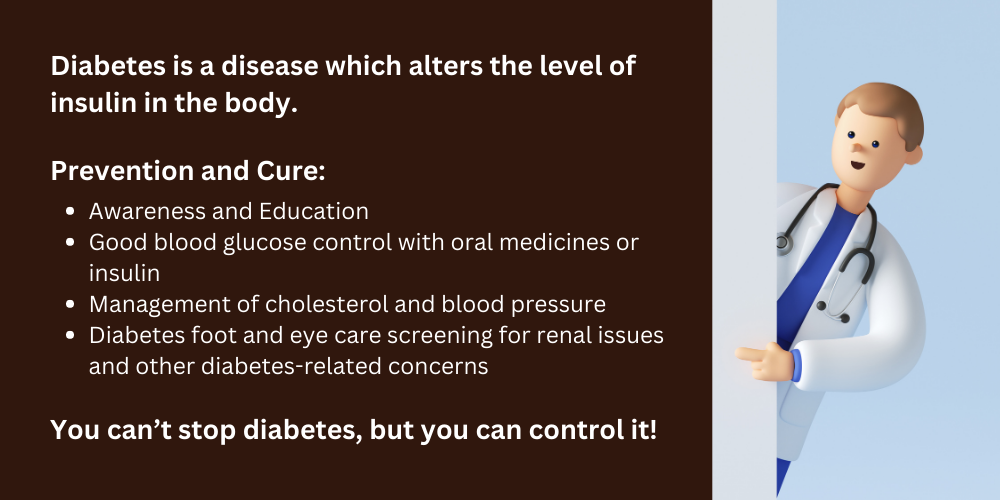 Diabetes is a disease which alters the level of
insulin in the body.
Prevention and Cure:
• Awareness and Education
• Good blood glucose control with oral medicines or
insulin
• Management of cholesterol and blood pressure
• Diabetes foot and eye care screening for renal issues
and other diabetes-related concerns
You can’t stop diabetes, but you can control it!